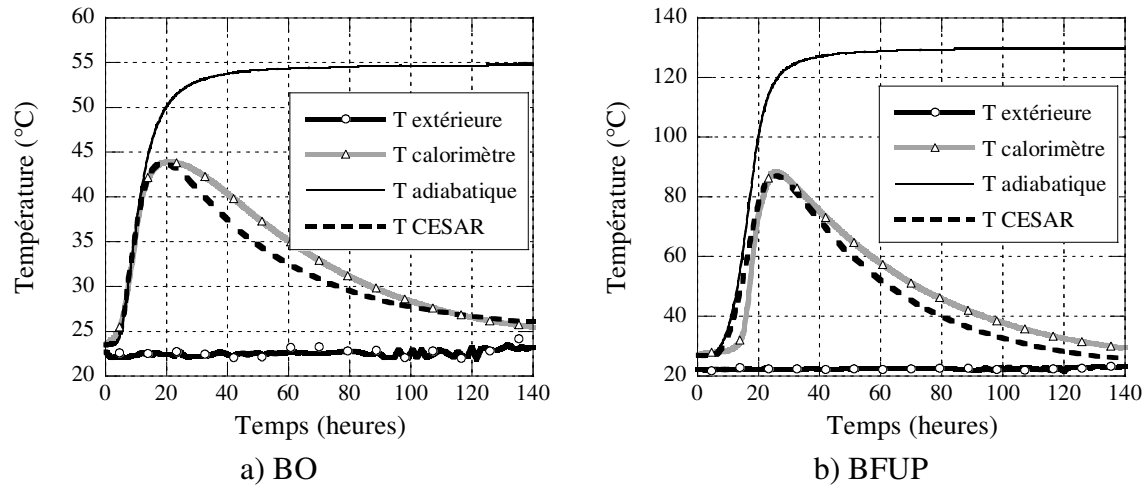 60
55
50
45
40
35
30
25
20
Température (°C)
T extérieure
T calorimètre
T adiabatique
T CESAR
0 20 40 60 80 100 120 140
Temps (heures)
a) BO
140
120
100
80
60
40
20
Température (°C)
T extérieure
T calorimètre
T adiabatique
T CESAR
0 20 40 60 80 100 120 140
Temps (heures)
b) BFUP